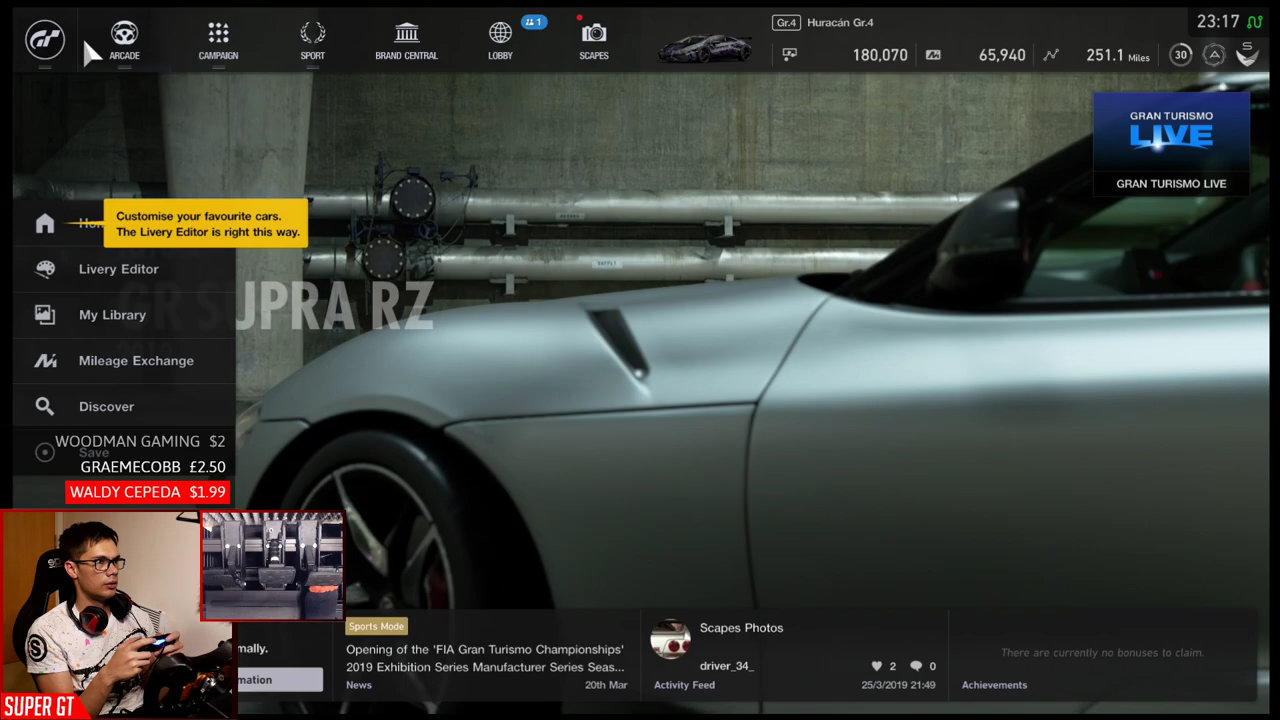 ARCADE
CAMPAIGN
SPORT
BRAND CENTRAL
LOBBY
1
SCAPES
Gr.4 Huracán Gr.4
180,070
65,940
251.1 Miles
23:17
30
S
GRAN TURISMO
LIVE
GRAN TURISMO LIVE
Customise your favourite cars.
The Livery Editor is right this way.
Livery Editor
My Library
Mileage Exchange
Discover
Save
GR SUPRA RZ
WOODMAN GAMING $2
GRAEMECOBB £2.50
WALDY CEPEDA $1.99
SUPER GT
Sports Mode
Opening of the 'FIA Gran Turismo Championships'
2019 Exhibition Series Manufacturer Series Seas...
News 20th Mar
Scapes Photos
driver_34_
2 0
Activity Feed 25/3/2019 21:49
There are currently no bonuses to claim.
Achievements